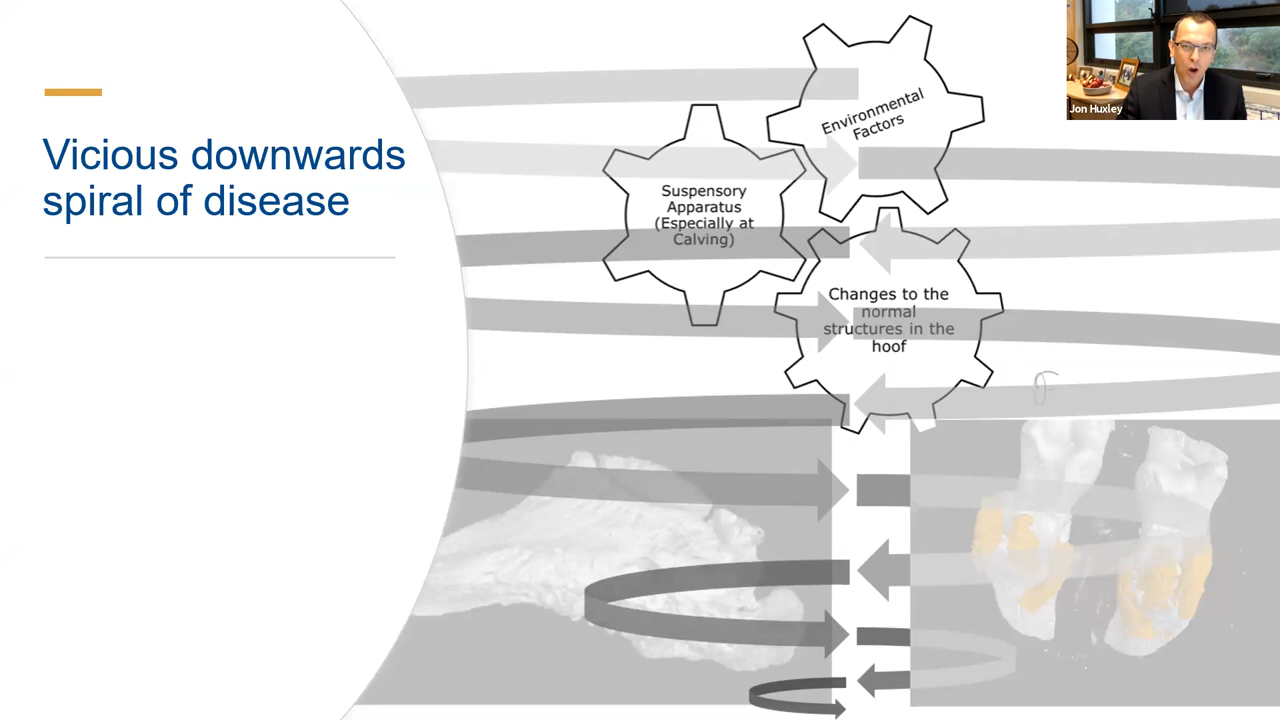 Vicious downwards
spiral of disease
Environmental
Factors
Suspensory
Apparatus
(Especially at
Calving)
Changes to the
normal
structures in the
hoof
Jon Huxley